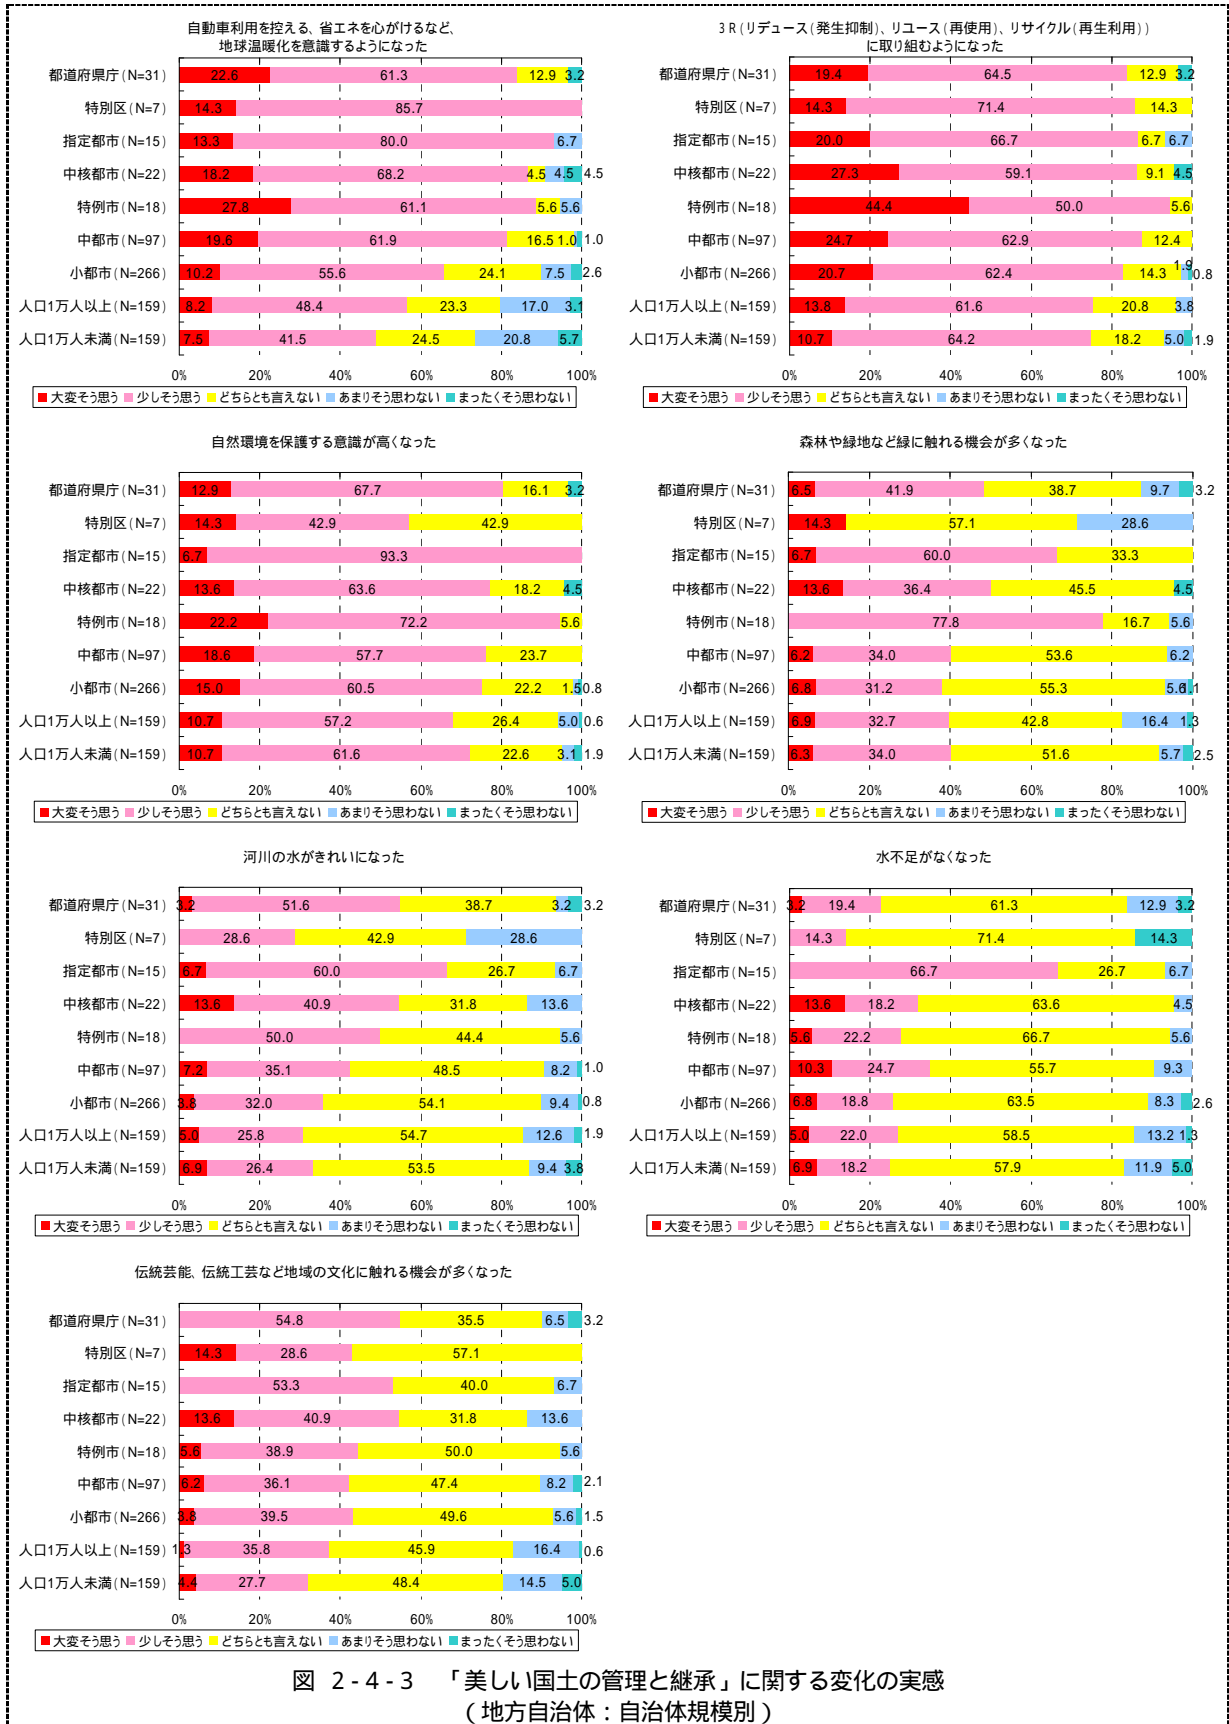 自動車利用を控える、省エネを心がけるなど、
地球温暖化を意識するようになった
都道府県庁(N=31) 22.6 61.3 12.9 3.2
特別区(N=7) 14.3 85.7
指定都市(N=15) 13.3 80.0 6.7
中核都市(N=22) 18.2 68.2 4.5 4.5 4.5
特例市(N=18) 27.8 61.1 5.6 5.6
中都市(N=97) 19.6 61.9 16.5 1.0 1.0
小都市(N=266) 10.2 55.6 24.1 7.5 2.6
人口1万人以上(N=159) 8.2 48.4 23.3 17.0 3.1
人口1万人未満(N=159) 7.5 41.5 24.5 20.8 5.7
0% 20% 40% 60% 80% 100%
大変そう思う 少しそう思う どちらとも言えない あまりそう思わない まったくそう思わない
3R(リデュース(発生抑制)、リユース(再使用)、リサイクル(再生利用))
に取り組むようになった
都道府県庁(N=31) 19.4 64.5 12.9 3.2
特別区(N=7) 14.3 71.4 14.3
指定都市(N=15) 20.0 66.7 6.7 6.7
中核都市(N=22) 27.3 59.1 9.1 4.5
特例市(N=18) 44.4 50.0 5.6
中都市(N=97) 24.7 62.9 12.4
小都市(N=266) 20.7 62.4 14.3 1.9 0.8
人口1万人以上(N=159) 13.8 61.6 20.8 3.8
人口1万人未満(N=159) 10.7 64.2 18.2 5.0 1.9
0% 20% 40% 60% 80% 100%
大変そう思う 少しそう思う どちらとも言えない あまりそう思わない まったくそう思わない
自然環境を保護する意識が高くなった
都道府県庁(N=31) 12.9 67.7 16.1 3.2
特別区(N=7) 14.3 42.9 42.9
指定都市(N=15) 6.7 93.3
中核都市(N=22) 13.6 63.6 18.2 4.5
特例市(N=18) 22.2 72.2 5.6
中都市(N=97) 18.6 57.7 23.7
小都市(N=266) 15.0 60.5 22.2 1.5 0.8
人口1万人以上(N=159) 10.7 57.2 26.4 5.0 0.6
人口1万人未満(N=159) 10.7 61.6 22.6 3.1 1.9
0% 20% 40% 60% 80% 100%
大変そう思う 少しそう思う どちらとも言えない あまりそう思わない まったくそう思わない
森林や緑地など緑に触れる機会が多くなった
都道府県庁(N=31) 6.5 41.9 38.7 9.7 3.2
特別区(N=7) 14.3 57.1 28.6
指定都市(N=15) 6.7 60.0 33.3
中核都市(N=22) 13.6 36.4 45.5 4.5
特例市(N=18) 77.8 16.7 5.6
中都市(N=97) 6.2 34.0 53.6 6.2
小都市(N=266) 6.8 31.2 55.3 5.6 1.1
人口1万人以上(N=159) 6.9 32.7 42.8 16.4 1.3
人口1万人未満(N=159) 6.3 34.0 51.6 5.7 2.5
0% 20% 40% 60% 80% 100%
大変そう思う 少しそう思う どちらとも言えない あまりそう思わない まったくそう思わない
河川の水がきれいになった
都道府県庁(N=31) 3.2 51.6 38.7 3.2 3.2
特別区(N=7) 28.6 42.9 28.6
指定都市(N=15) 6.7 60.0 26.7 6.7
中核都市(N=22) 13.6 40.9 31.8 13.6
特例市(N=18) 50.0 44.4 5.6
中都市(N=97) 7.2 35.1 48.5 8.2 1.0
小都市(N=266) 3.8 32.0 54.1 9.4 0.8
人口1万人以上(N=159) 5.0 25.8 54.7 12.6 1.9
人口1万人未満(N=159) 6.9 26.4 53.5 9.4 3.8
0% 20% 40% 60% 80% 100%
大変そう思う 少しそう思う どちらとも言えない あまりそう思わない まったくそう思わない
水不足がなくなった
都道府県庁(N=31) 3.2 19.4 61.3 12.9 3.2
特別区(N=7) 14.3 71.4 14.3
指定都市(N=15) 66.7 26.7 6.7
中核都市(N=22) 13.6 18.2 63.6 4.5
特例市(N=18) 5.6 22.2 66.7 5.6
中都市(N=97) 10.3 24.7 55.7 9.3
小都市(N=266) 6.8 18.8 63.5 8.3 2.6
人口1万人以上(N=159) 5.0 22.0 58.5 13.2 1.3
人口1万人未満(N=159) 6.9 18.2 57.9 11.9 5.0
0% 20% 40% 60% 80% 100%
大変そう思う 少しそう思う どちらとも言えない あまりそう思わない まったくそう思わない
伝統芸能、伝統工芸など地域の文化に触れる機会が多くなった
都道府県庁(N=31) 54.8 35.5 6.5 3.2
特別区(N=7) 14.3 28.6 57.1
指定都市(N=15) 53.3 40.0 6.7
中核都市(N=22) 13.6 40.9 31.8 13.6
特例市(N=18) 5.6 38.9 50.0 5.6
中都市(N=97) 6.2 36.1 47.4 8.2 2.1
小都市(N=266) 3.8 39.5 49.6 5.6 1.5
人口1万人以上(N=159) 1.3 35.8 45.9 16.4 0.6
人口1万人未満(N=159) 4.4 27.7 48.4 14.5 5.0
0% 20% 40% 60% 80% 100%
大変そう思う 少しそう思う どちらとも言えない あまりそう思わない まったくそう思わない
図 2-4-3 「美しい国土の管理と継承」に関する変化の実感
(地方自治体:自治体規模別)